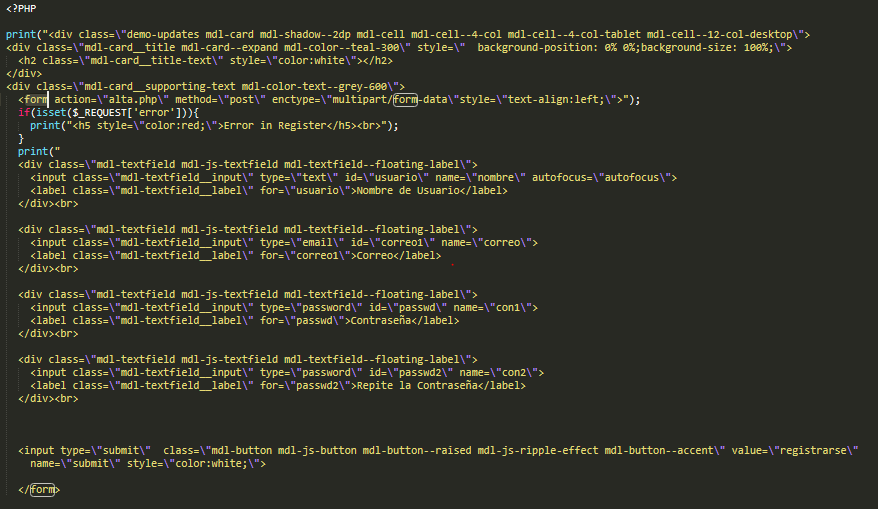 <?PHP
print("<div class=\"demo-updates mdl-card mdl-shadow--2dp mdl-cell mdl-cell--4-col mdl-cell--4-col-tablet mdl-cell--12-col-desktop\">
<div class=\"mdl-card__title mdl-card--expand mdl-color--teal-300\" style=\"  background-position: 0% 0%;background-size: 100%;\">
<h2 class=\"mdl-card__title-text\" style=\"color:white\"></h2>
</div>
<div class=\"mdl-card__supporting-text mdl-color-text--grey-600\">
<form action=\"alta.php\" method=\"post\" enctype=\"multipart/form-data\"style=\"text-align:left;\">");
if(isset($_REQUEST['error'])){
print("<h5 style=\"color:red;\">Error in Register</h5><br>");
}
print("
<div class=\"mdl-textfield mdl-js-textfield mdl-textfield--floating-label\">
<input class=\"mdl-textfield__input\" type=\"text\" id=\"usuario\" name=\"nombre\" autofocus=\"autofocus\">
<label class=\"mdl-textfield__label\" for=\"usuario\">Nombre de Usuario</label>
</div><br>
<div class=\"mdl-textfield mdl-js-textfield mdl-textfield--floating-label\">
<input class=\"mdl-textfield__input\" type=\"email\" id=\"correo1\" name=\"correo\">
<label class=\"mdl-textfield__label\" for=\"correo1\">Correo</label>
</div><br>
<div class=\"mdl-textfield mdl-js-textfield mdl-textfield--floating-label\">
<input class=\"mdl-textfield__input\" type=\"password\" id=\"passwd\" name=\"con1\">
<label class=\"mdl-textfield__label\" for=\"passwd\">Contraseña</label>
</div><br>
<div class=\"mdl-textfield mdl-js-textfield mdl-textfield--floating-label\">
<input class=\"mdl-textfield__input\" type=\"password\" id=\"passwd2\" name=\"con2\">
<label class=\"mdl-textfield__label\" for=\"passwd2\">Repite la Contraseña</label>
</div><br>
<input type=\"submit\"  class=\"mdl-button mdl-js-button mdl-button--raised mdl-js-ripple-effect mdl-button--accent\" value=\"registrarse\"
name=\"submit\" style=\"color:white;\">
</form>